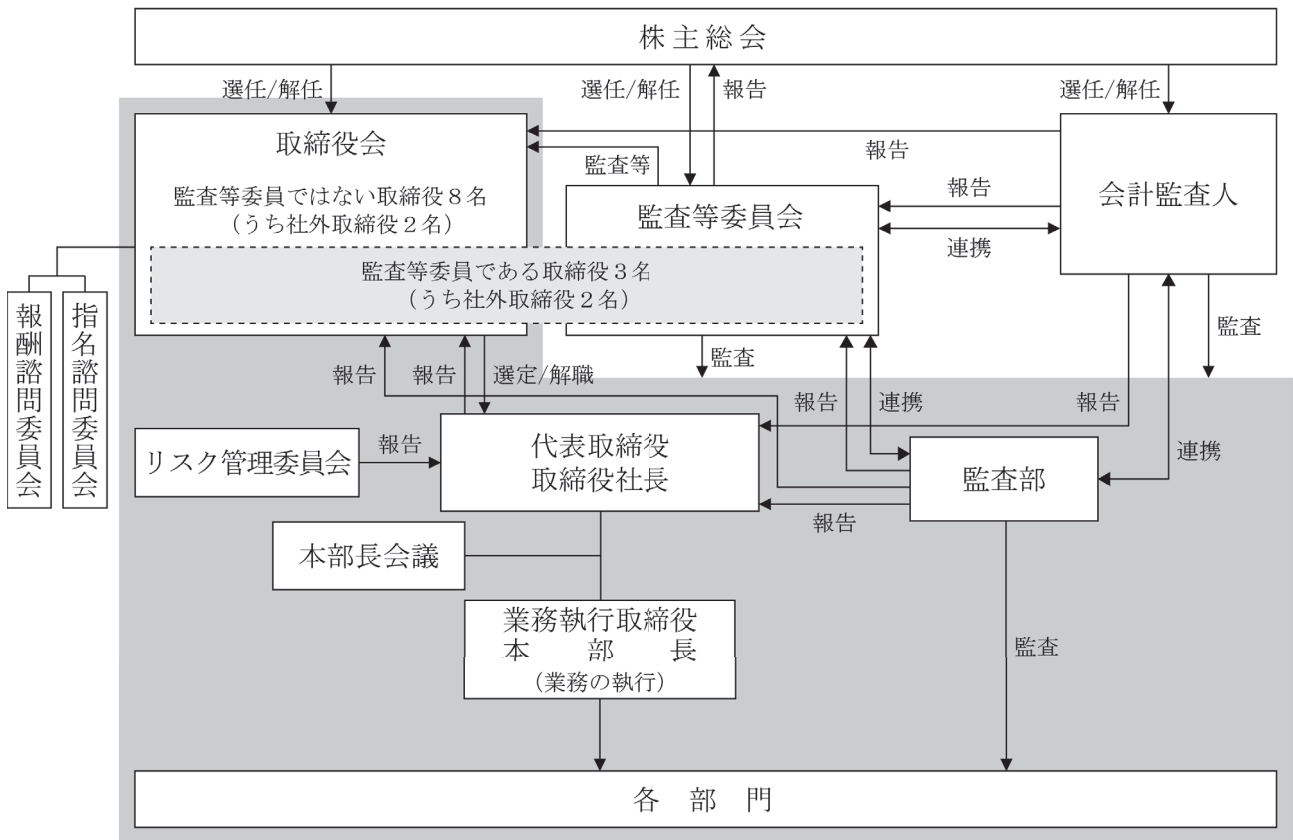 株主総会
選任/解任
選任/解任
報告
選任/解任
取締役会
監査等委員ではない取締役8名
(うち社外取締役2名)
報告
監査等
監査等委員会
報告
連携
会計監査人
監査等委員である取締役3名
(うち社外取締役2名)
報酬諮問委員会
指名諮問委員会
報告
報告
選定/解職
監査
報告
連携
報告
監査
リスク管理委員会
報告
代表取締役
取締役社長
報告
監査部
連携
本部長会議
業務執行取締役
本部長
(業務の執行)
監査
各部門